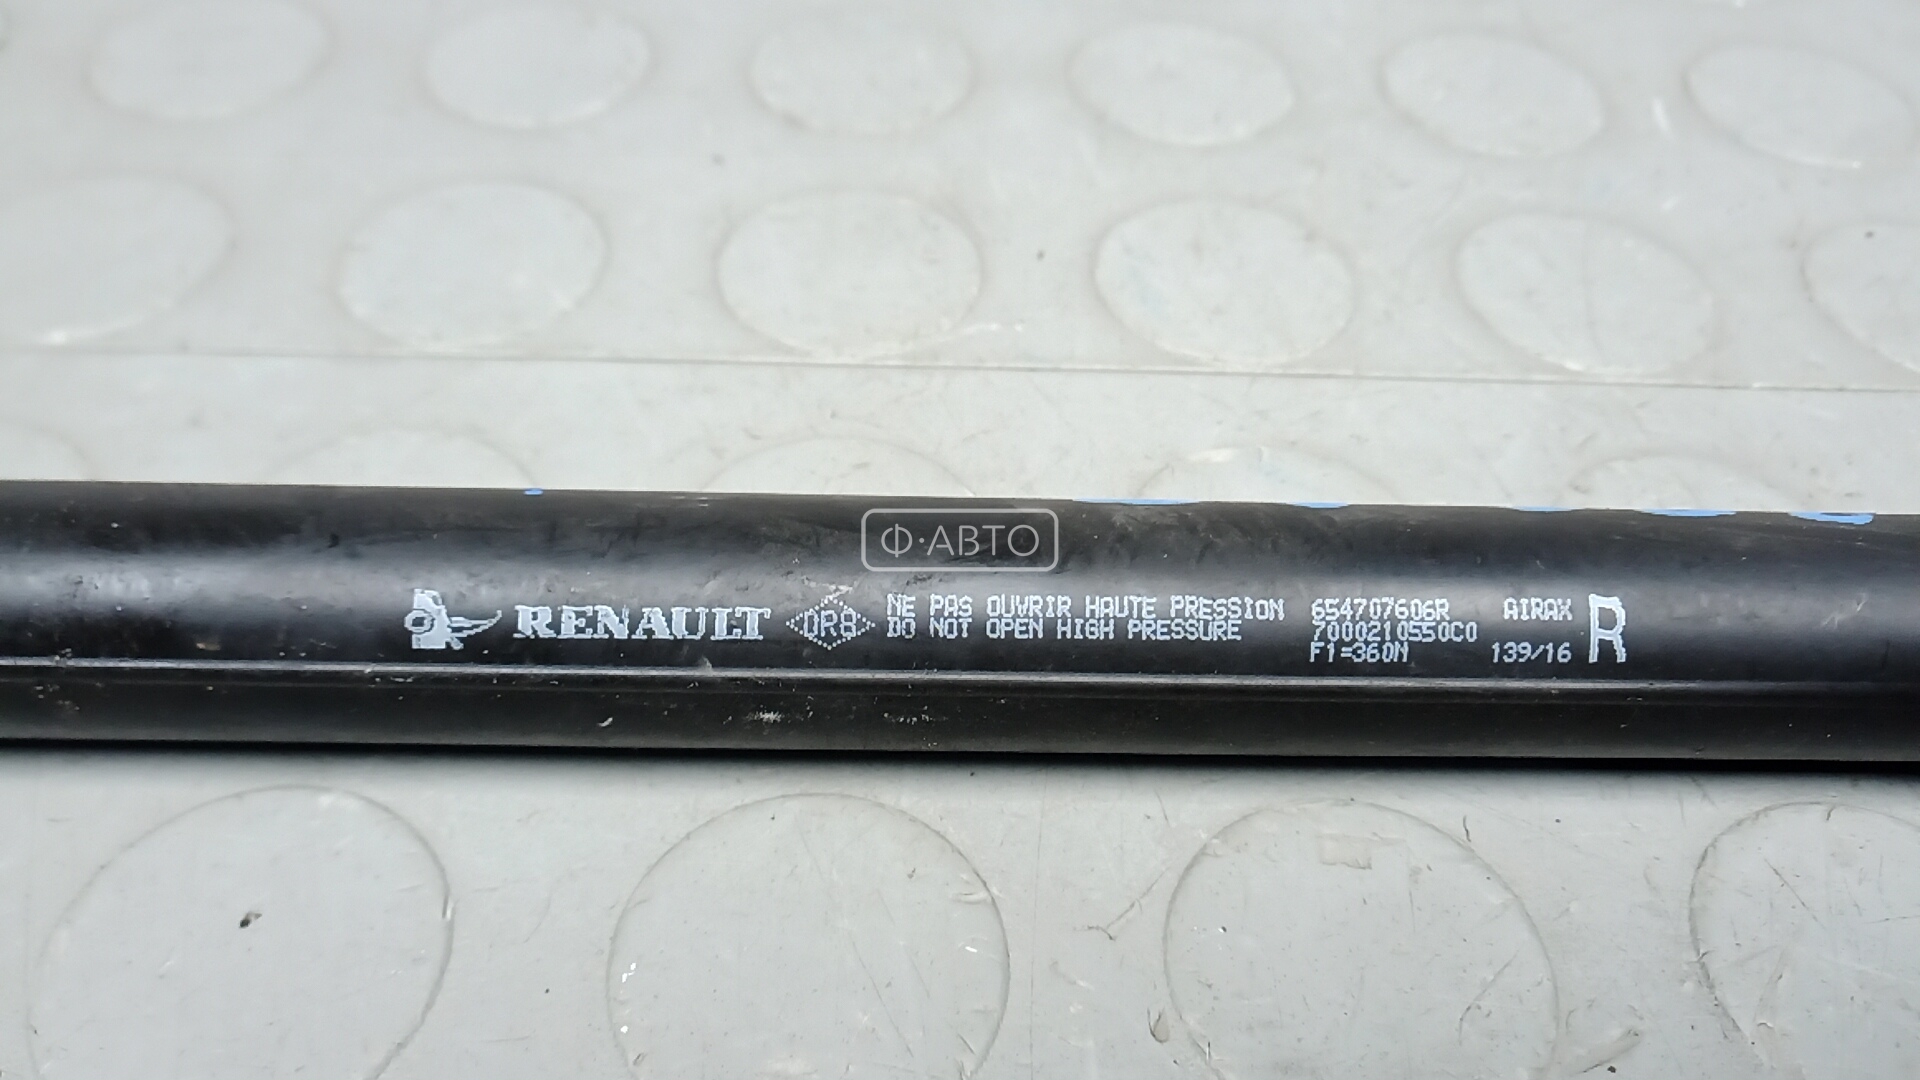 Ф·АВТО
RENAULT
NE PAS OUVRIR HAUTE PRESSION
DO NOT OPEN HIGH PRESSURE
654707606R AIRAX
7000210550C0
F1=360N 139/16
R